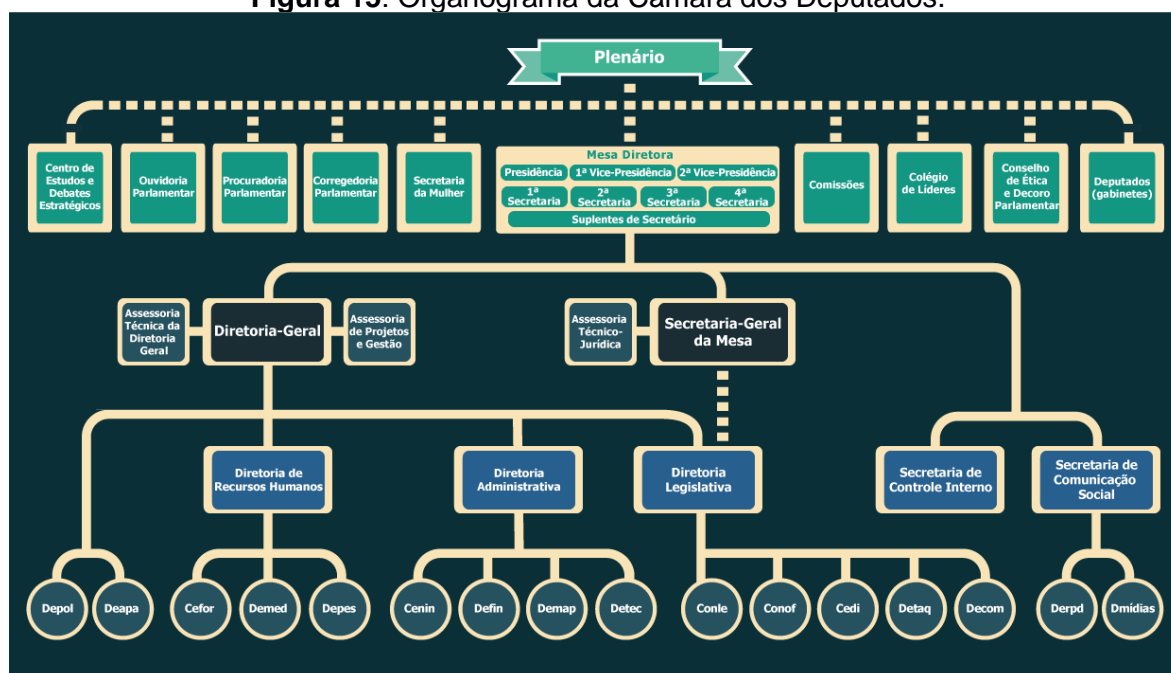 Figura 15. Organograma da Câmara dos Deputados.
Plenário
Centro de
Estudos e
Debates
Estratégicos
Ouvidoria
Parlamentar
Procuradoria
Parlamentar
Corregedoria
Parlamentar
Secretaria
da Mulher
Mesa Diretora
Presidência
1ª Vice-Presidência
2ª Vice-Presidência
1ª
Secretaria
2ª
Secretaria
3ª
Secretaria
4ª
Secretaria
Suplentes de Secretário
Comissões
Colégio
de Líderes
Conselho
de Ética
e Decoro
Parlamentar
Deputados
(gabinetes)
Assessoria
Técnica da
Diretoria
Geral
Diretoria-Geral
Assessoria
de Projetos
e Gestão
Assessoria
Técnico-
Jurídica
Secretaria-Geral
da Mesa
Diretoria de
Recursos Humanos
Diretoria
Administrativa
Diretoria
Legislativa
Secretaria de
Controle Interno
Secretaria de
Comunicação
Social
Depol
Deapa
Cefor
Demed
Depes
Cenin
Defin
Demap
Detec
Conle
Conof
Cedi
Detaq
Decom
Derpd
Dmídias